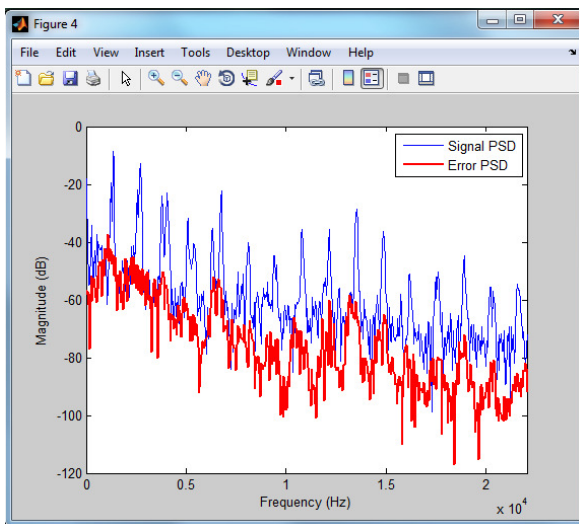 Figure 4
File Edit View Insert Tools Desktop Window Help
Signal PSD
Error PSD
Magnitude (dB)
0
-20
-40
-60
-80
-100
-120
0 0.5 1 1.5 2
Frequency (Hz)
x 10^4